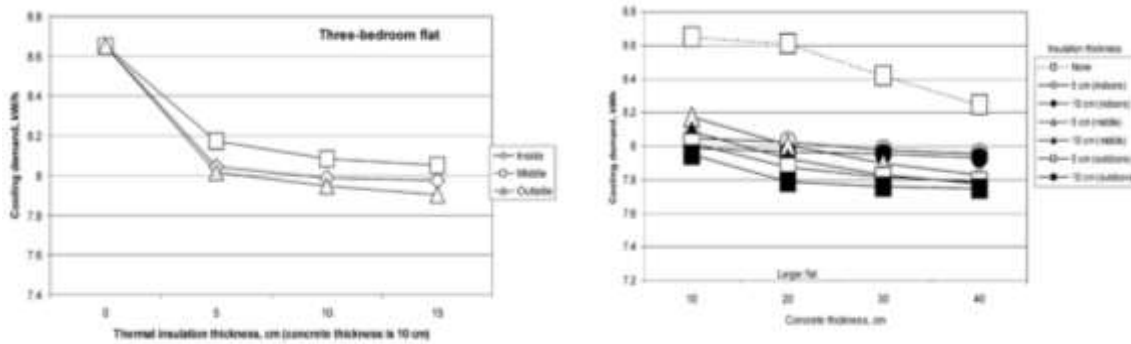 8.8
8.6
8.4
8.2
8
7.8
7.6
7.4
Cooling demand, kWh
Three-bedroom flat
Inside
Middle
Outside
0 5 10 15
Thermal insulation thickness, cm (concrete thickness is 10 cm)
8.8
8.6
8.4
8.2
8
7.8
7.6
7.4
7.2
Cooling demand, kWh
Larger flat
10 20 30 40
Concrete thickness, cm
Insulation thickness
None
5 cm (indoors)
10 cm (indoors)
5 cm (middle)
10 cm (middle)
5 cm (outdoors)
10 cm (outdoors)